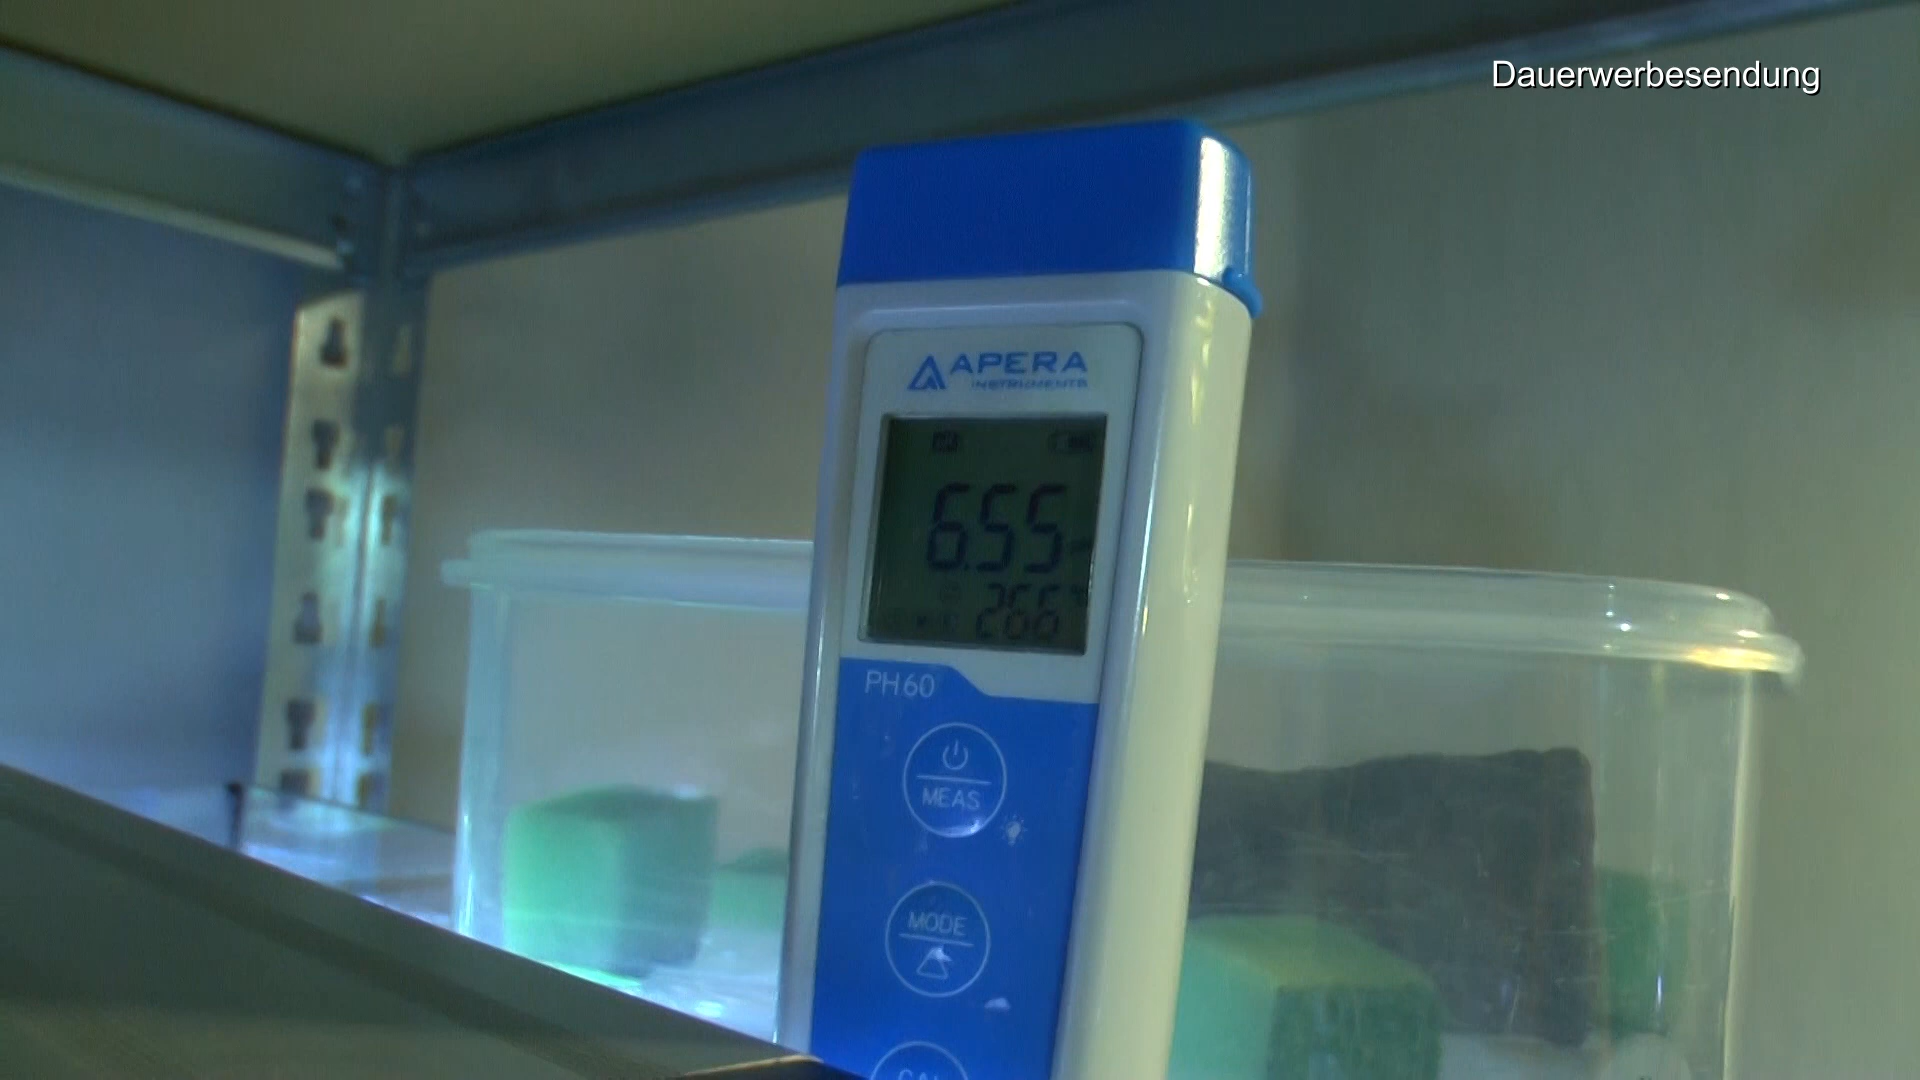 Dauerwerbesendung
APERA
INSTRUMENTS
6.55
PH60
MEAS
MODE